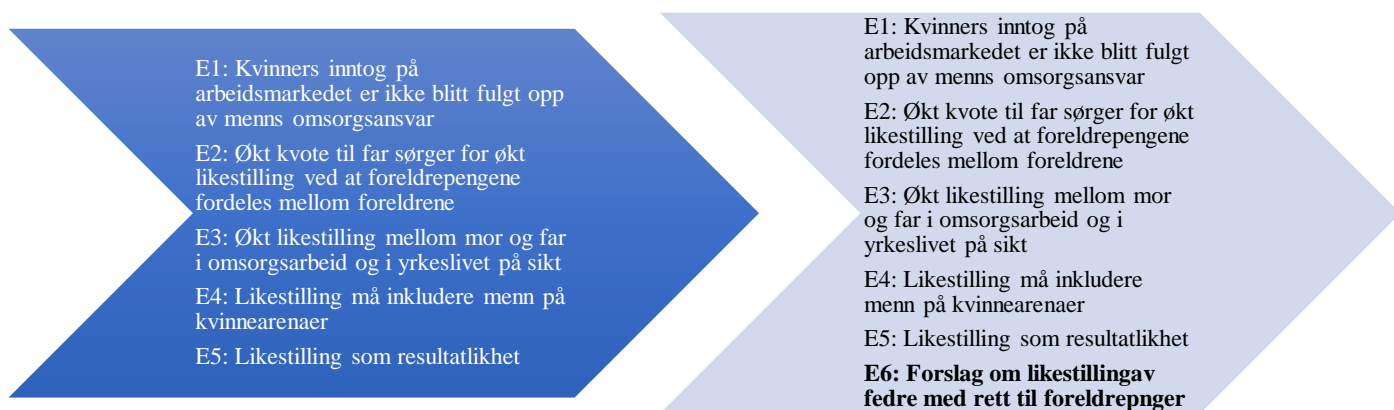 E1: Kvinners inntog på
arbeidsmarkedet er ikke blitt fulgt opp
av menns omsorgsansvar
E2: Økt kvote til far sørger for økt
likestilling ved at foreldrepengene
fordeles mellom foreldrene
E3: Økt likestilling mellom mor og far
i omsorgsarbeid og i yrkeslivet på sikt
E4: Likestilling må inkludere menn på
kvinnearenaer
E5: Likestilling som resultatlikhet
E1: Kvinners inntog på
arbeidsmarkedet er ikke blitt fulgt
opp av menns omsorgsansvar
E2: Økt kvote til far sørger for økt
likestilling ved at foreldrepengene
fordeles mellom foreldrene
E3: Økt likestilling mellom mor
og far i omsorgsarbeid og i
yrkeslivet på sikt
E4: Likestilling må inkludere
menn på kvinnearenaer
E5: Likestilling som resultatlikhet
E6: Forslag om likestillingav
fedre med rett til foreldrepnger